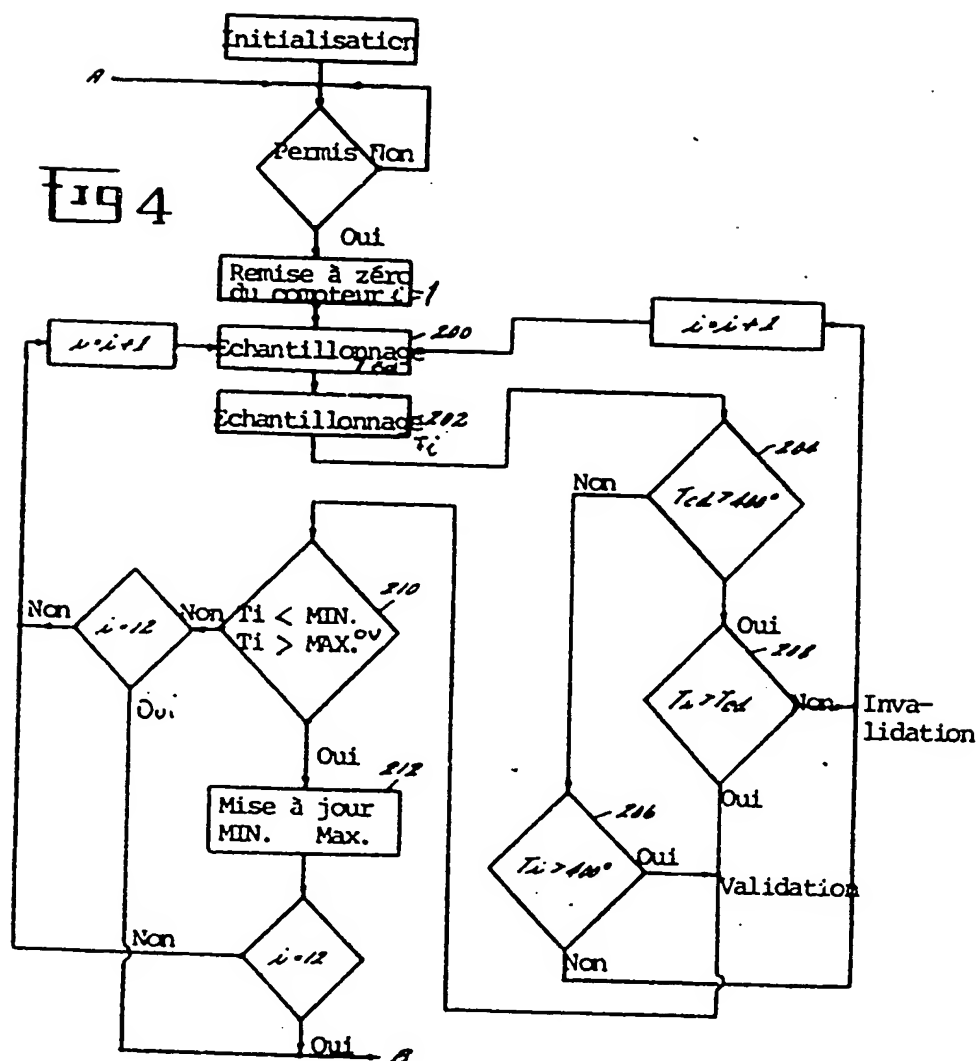 Initialisation
A
Permis Non
Fig 4
Oui
Remise à zéro
du compteur i=1
200
i=i+1
Echantillonnage
Tcd
i=i+1
Echantillonnage
202
Ti
204
Non
Tcd > 400°
210
Non
i=12
Non
Ti < MIN.
ou
Ti > MAX.
Oui
208
Oui
Ti > Tcd
Non
Inva-
lidation
Oui
212
Mise à jour
MIN. Max.
Oui
206
Ti > 400°
Oui
Validation
Non
i=12
Non
Oui